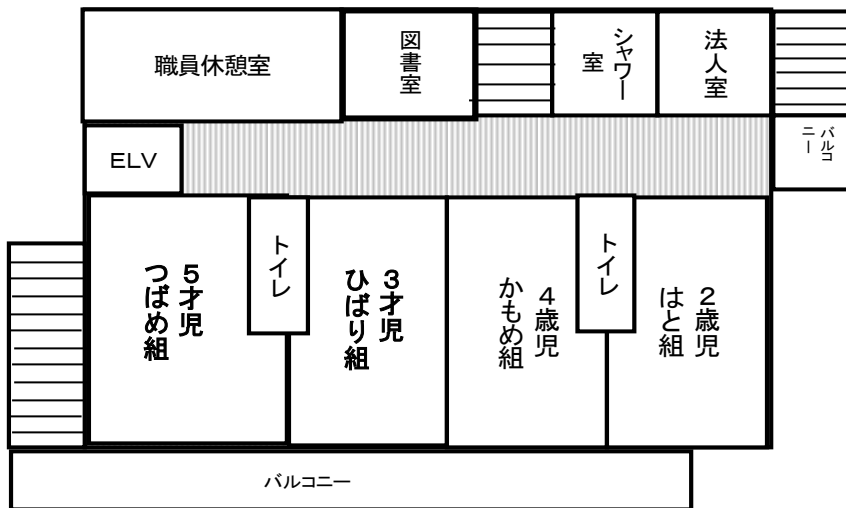 職員休憩室
図書室
シャワー
室
法人室
バルコ
ニー
ELV
5才児
つばめ組
トイレ
3才児
ひばり組
4歳児
かもめ組
トイレ
2歳児
はと組
バルコニー